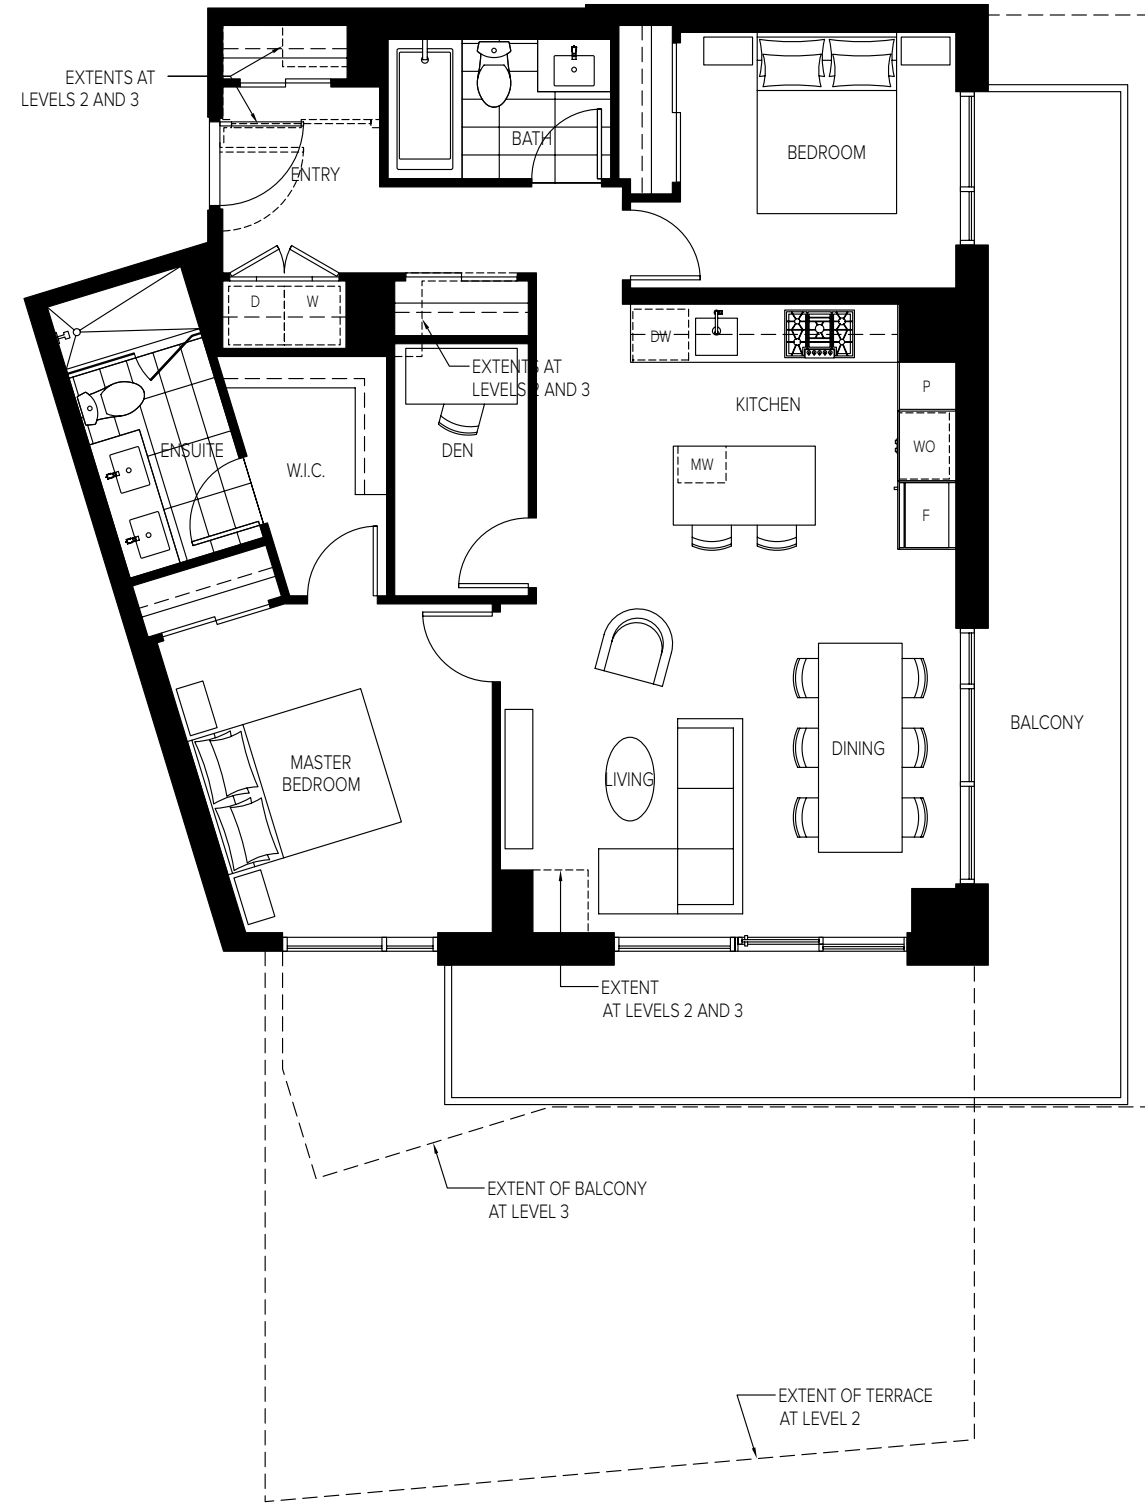 EXTENTS AT
LEVELS 2 AND 3
BATH
BEDROOM
ENTRY
D
W
DW
EXTENTS AT
LEVELS 2 AND 3
KITCHEN
P
WO
F
MW
ENSUITE
W.I.C.
DEN
BALCONY
DINING
LIVING
MASTER
BEDROOM
EXTENT
AT LEVELS 2 AND 3
EXTENT OF BALCONY
AT LEVEL 3
EXTENT OF TERRACE
AT LEVEL 2